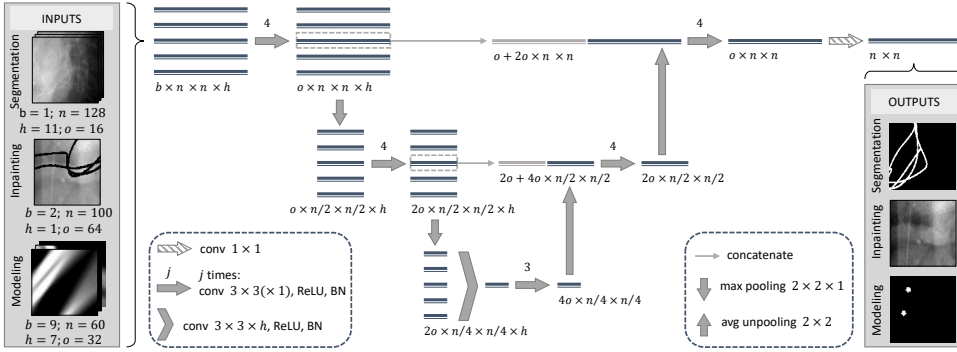 INPUTS
Segmentation
b = 1; n = 128
h = 11; o = 16
Inpainting
b = 2; n = 100
h = 1; o = 64
Modeling
b = 9; n = 60
h = 7; o = 32
4
b × n × n × h
o × n × n × h
o + 2o × n × n
4
o × n × n
n × n
4
o × n/2 × n/2 × h
2o × n/2 × n/2 × h
2o + 4o × n/2 × n/2
4
2o × n/2 × n/2
2o × n/4 × n/4 × h
3
4o × n/4 × n/4
conv 1 × 1
j
j times:
conv 3 × 3(× 1), ReLU, BN
conv 3 × 3 × h, ReLU, BN
concatenate
max pooling 2 × 2 × 1
avg unpooling 2 × 2
OUTPUTS
Segmentation
Inpainting
Modeling